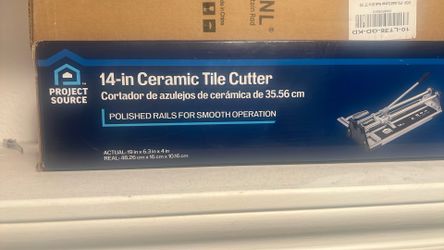 NL
PROJECT
SOURCE
14-in Ceramic Tile Cutter
Cortador de azulejos de cerámica de 35.56 cm
POLISHED RAILS FOR SMOOTH OPERATION
ACTUAL: 19 in x 6.3 in x 4 in
REAL: 48.26 cm x 16 cm x 10.16 cm